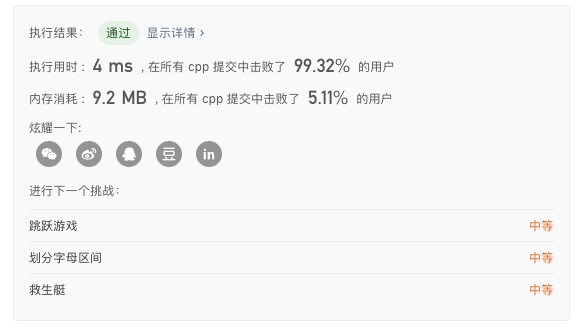 执行结果： 通过 显示详情 ›
执行用时：4 ms , 在所有 cpp 提交中击败了 99.32% 的用户
内存消耗：9.2 MB , 在所有 cpp 提交中击败了 5.11% 的用户
炫耀一下:
豆 in
进行下一个挑战：
跳跃游戏 中等
划分字母区间 中等
救生艇 中等